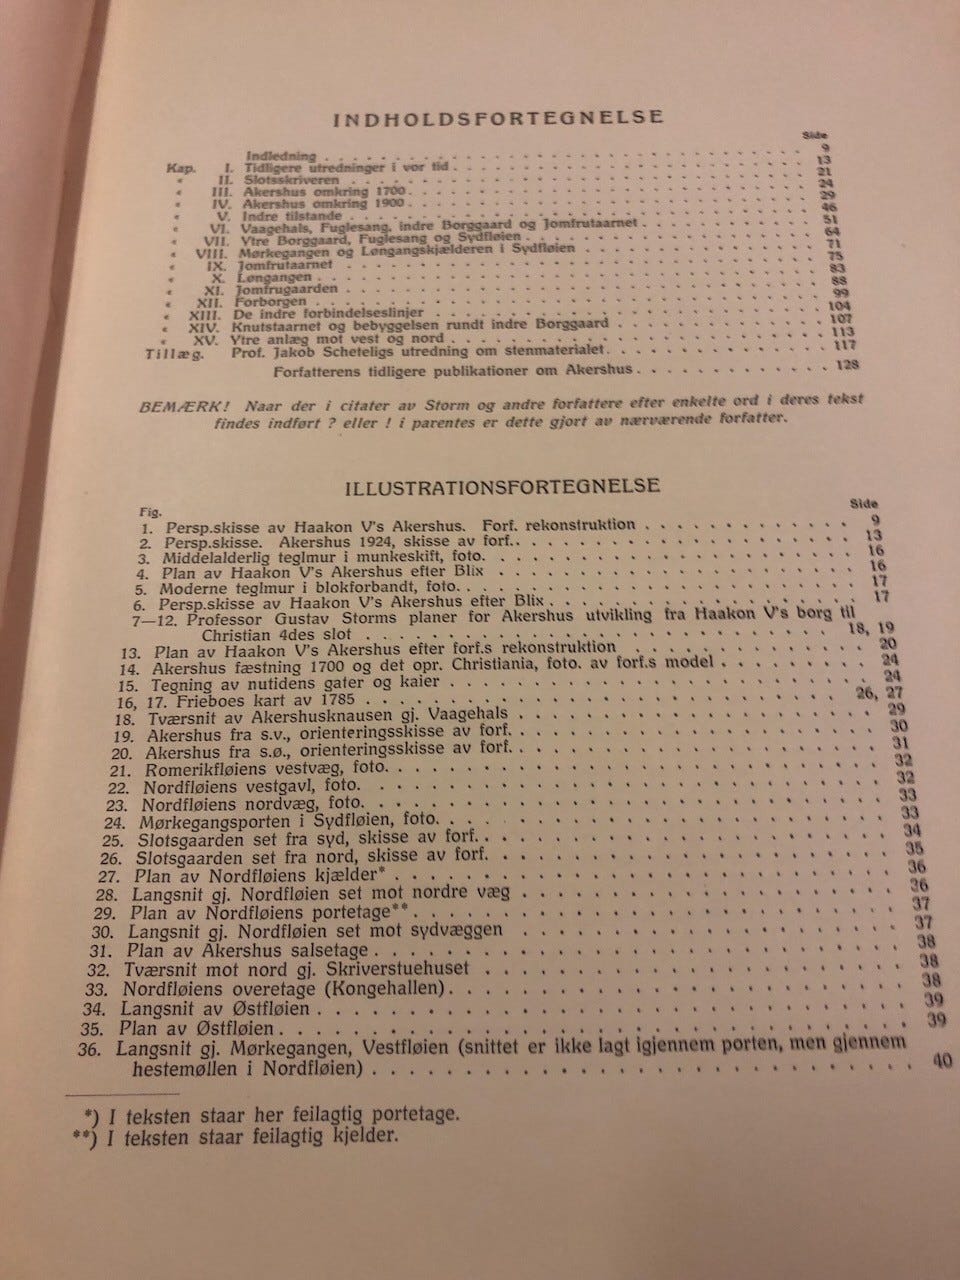 INDHOLDSFORTEGNELSE
Side
Indledning . . . . . . . . . . 9
Kap. I. Tidligere utredninger i vor tid . . . . . . . . . . 13
« II. Slotsskriveren . . . . . . . . . . 21
« III. Akershus omkring 1700 . . . . . . . . . . 24
« IV. Akershus omkring 1900 . . . . . . . . . . 29
« V. Indre tilstande . . . . . . . . . . 46
« VI. Vaagehals, Fuglesang, indre Borggaard og Jomfrutaarnet . . . . . . . . . . 51
« VII. Ytre Borggaard, Fuglesang og Sydfløien . . . . . . . . . . 64
« VIII. Mørkegangen og Løngangskjælderen i Sydfløien . . . . . . . . . . 71
« IX. Jomfrutaarnet . . . . . . . . . . 75
« X. Løngangen . . . . . . . . . . 83
« XI. Jomfrugaarden . . . . . . . . . . 88
« XII. Forborgen . . . . . . . . . . 99
« XIII. De indre forbindelseslinjer . . . . . . . . . . 104
« XIV. Knutstaarnet og bebyggelsen rundt indre Borggaard . . . . . . . . . . 107
« XV. Ytre anlæg mot vest og nord . . . . . . . . . . 113
Tillæg. Prof. Jakob Scheteligs utredning om stenmaterialet . . . . . . . . . . 117
Forfatterens tidligere publikationer om Akershus . . . . . . . . . . 128
BEMÆRK! Naar der i citater av Storm og andre forfattere efter enkelte ord i deres tekst
findes indført ? eller ! i parentes er dette gjort av nærværende forfatter.
ILLUSTRATIONSFORTEGNELSE
Fig. Side
1. Persp.skisse av Haakon V's Akershus. Forf. rekonstruktion . . . . . . . . . . 9
2. Persp.skisse. Akershus 1924, skisse av forf. . . . . . . . . . . 13
3. Middelalderlig teglmur i munkeskift, foto. . . . . . . . . . . 16
4. Plan av Haakon V's Akershus efter Blix . . . . . . . . . . 16
5. Moderne teglmur i blokforbandt, foto. . . . . . . . . . . 17
6. Persp.skisse av Haakon V's Akershus efter Blix . . . . . . . . . . 17
7—12. Professor Gustav Storms planer for Akershus utvikling fra Haakon V's borg til
Christian 4des slot . . . . . . . . . . 18, 19
13. Plan av Haakon V's Akershus efter forf.s rekonstruktion . . . . . . . . . . 20
14. Akershus fæstning 1700 og det opr. Christiania, foto. av forf.s model . . . . . . . . . . 24
15. Tegning av nutidens gater og kaier . . . . . . . . . . 24
16, 17. Frieboes kart av 1785 . . . . . . . . . . 26, 27
18. Tværsnit av Akershusknausen gj. Vaagehals . . . . . . . . . . 29
19. Akershus fra s.v., orienteringsskisse av forf. . . . . . . . . . . 30
20. Akershus fra s.ø., orienteringsskisse av forf. . . . . . . . . . . 31
21. Romerikfløiens vestvæg, foto. . . . . . . . . . . 32
22. Nordfløiens vestgavl, foto. . . . . . . . . . . 32
23. Nordfløiens nordvæg, foto. . . . . . . . . . . 33
24. Mørkegangsporten i Sydfløien, foto. . . . . . . . . . . 33
25. Slotsgaarden set fra syd, skisse av forf. . . . . . . . . . . 34
26. Slotsgaarden set fra nord, skisse av forf. . . . . . . . . . . 35
27. Plan av Nordfløiens kjælder* . . . . . . . . . . 36
28. Langsnit gj. Nordfløien set mot nordre væg . . . . . . . . . . 36
29. Plan av Nordfløiens portetage** . . . . . . . . . . 37
30. Langsnit gj. Nordfløien set mot sydvæggen . . . . . . . . . . 37
31. Plan av Akershus salsetage . . . . . . . . . . 38
32. Tværsnit mot nord gj. Skriverstuehuset . . . . . . . . . . 38
33. Nordfløiens overetage (Kongehallen) . . . . . . . . . . 38
34. Langsnit av Østfløien . . . . . . . . . . 39
35. Plan av Østfløien . . . . . . . . . . 39
36. Langsnit gj. Mørkegangen, Vestfløien (snittet er ikke lagt igjennem porten, men gjennem
hestemøllen i Nordfløien) . . . . . . . . . . 40
*) I teksten staar her feilagtig portetage.
**) I teksten staar feilagtig kjelder.